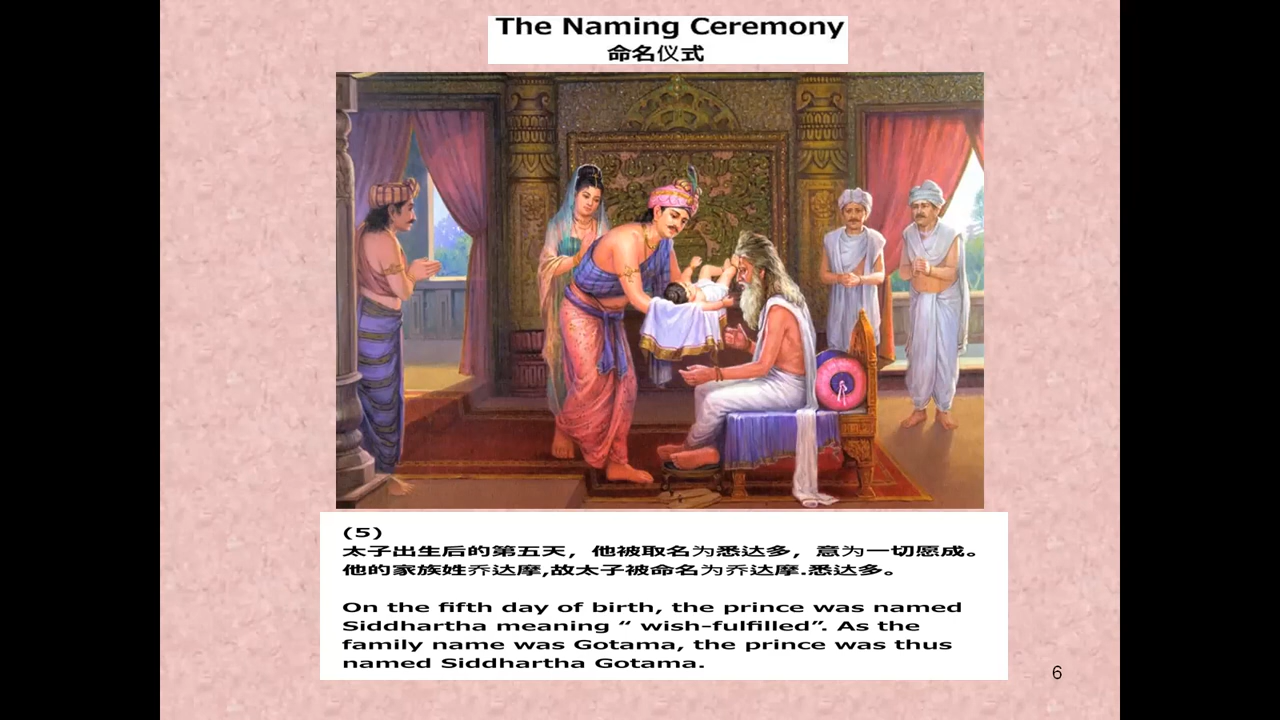 The Naming Ceremony
命名仪式
(5)
太子出生后的第五天，他被取名为悉达多，意为一切愿成。
他的家族姓乔达摩,故太子被命名为乔达摩.悉达多。
On the fifth day of birth, the prince was named
Siddhartha meaning “ wish-fulfilled”. As the
family name was Gotama, the prince was thus
named Siddhartha Gotama.
6